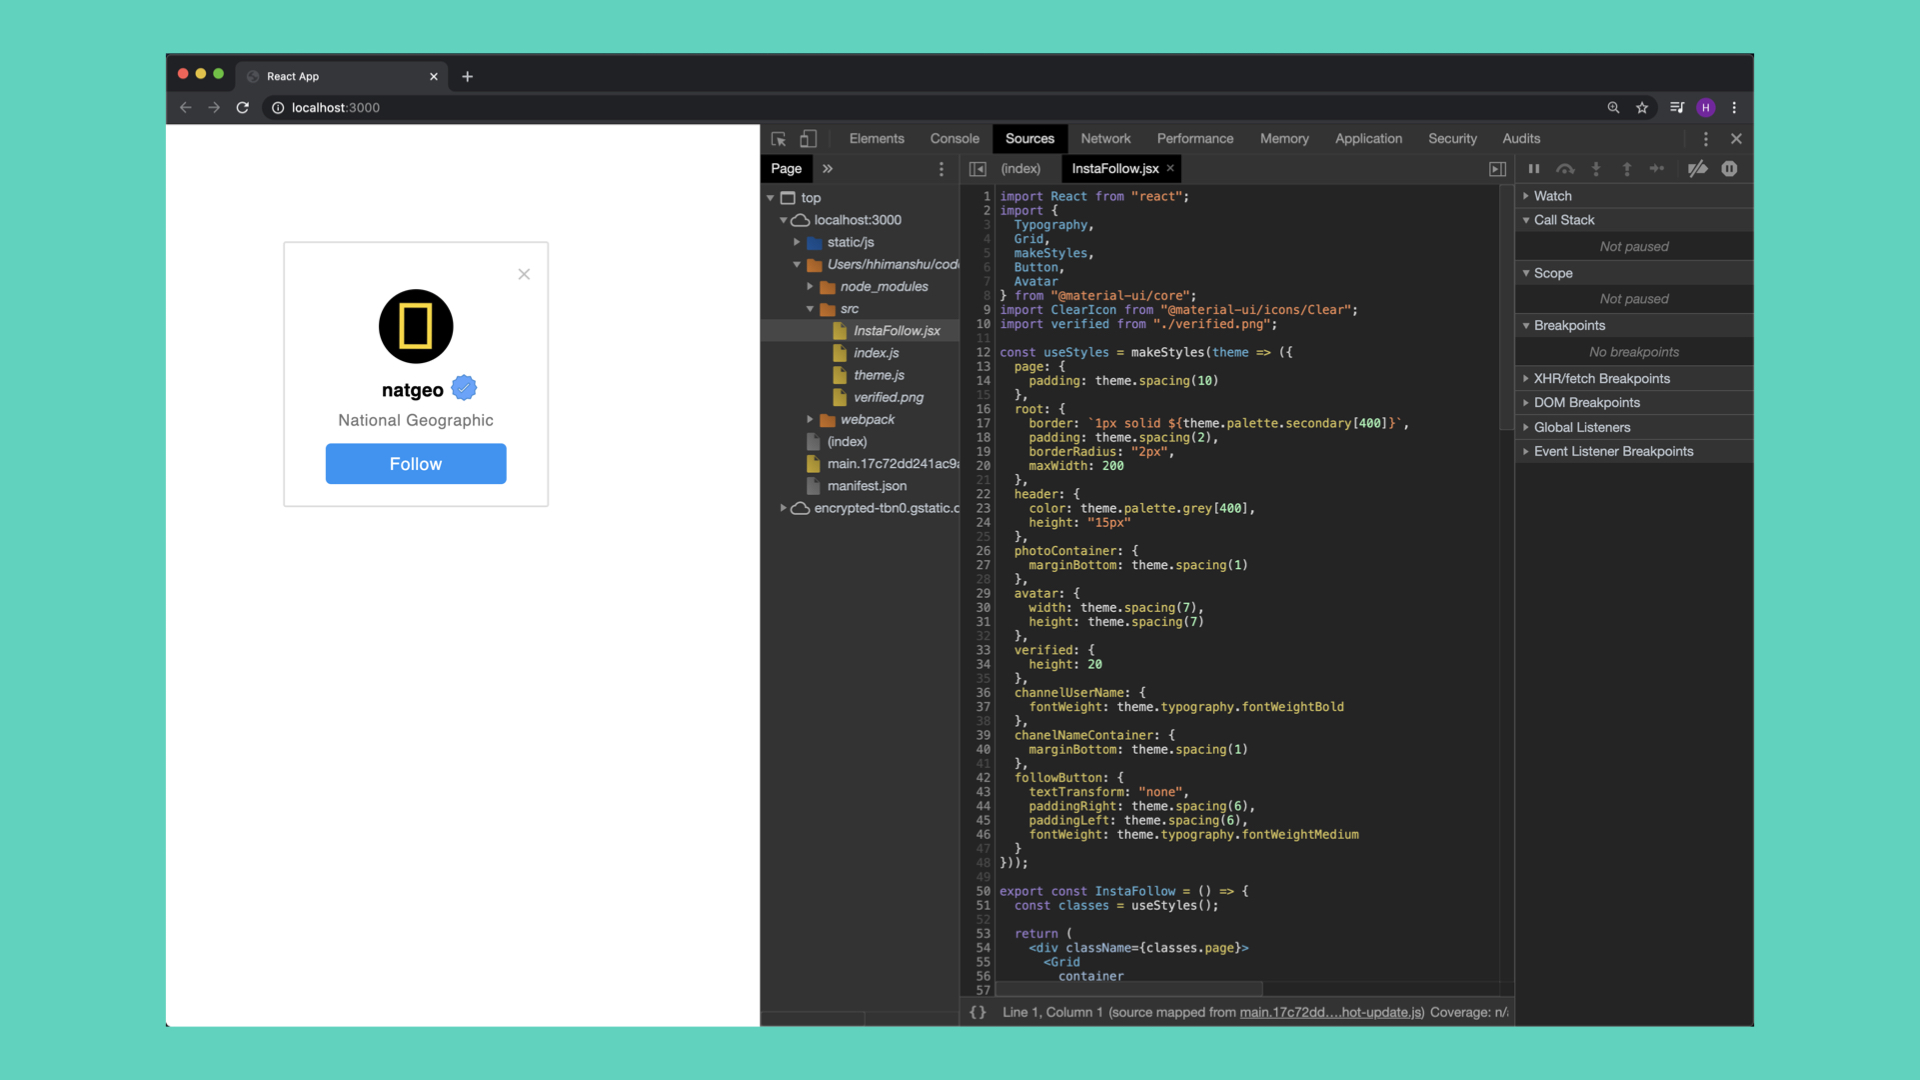 React App
localhost:3000
H
natgeo
National Geographic
Follow
Elements Console Sources Network Performance Memory Application Security Audits
Page
top
localhost:3000
static/js
Users/hhimanshu/cod
node_modules
src
InstaFollow.jsx
index.js
theme.js
verified.png
webpack
(index)
main.17c72dd241ac9
manifest.json
encrypted-tbn0.gstatic.c
(index) InstaFollow.jsx
1 import React from "react";
2 import {
3 Typography,
4 Grid,
5 makeStyles,
6 Button,
7 Avatar
8 } from "@material-ui/core";
9 import ClearIcon from "@material-ui/icons/Clear";
10 import verified from "./verified.png";
11
12 const useStyles = makeStyles(theme => ({
13 page: {
14 padding: theme.spacing(10)
15 },
16 root: {
17 border: `1px solid ${theme.palette.secondary[400]}`,
18 padding: theme.spacing(2),
19 borderRadius: "2px",
20 maxWidth: 200
21 },
22 header: {
23 color: theme.palette.grey[400],
24 height: "15px"
25 },
26 photoContainer: {
27 marginBottom: theme.spacing(1)
28 },
29 avatar: {
30 width: theme.spacing(7),
31 height: theme.spacing(7)
32 },
33 verified: {
34 height: 20
35 },
36 channelUserName: {
37 fontWeight: theme.typography.fontWeightBold
38 },
39 chanelNameContainer: {
40 marginBottom: theme.spacing(1)
41 },
42 followButton: {
43 textTransform: "none",
44 paddingRight: theme.spacing(6),
45 paddingLeft: theme.spacing(6),
46 fontWeight: theme.typography.fontWeightMedium
47 }
48 }));
49
50 export const InstaFollow = () => {
51 const classes = useStyles();
52
53 return (
54 <div className={classes.page}>
55 <Grid
56 container
57
{} Line 1, Column 1 (source mapped from main.17c72dd....hot-update.js) Coverage: n/
Watch
Call Stack
Not paused
Scope
Not paused
Breakpoints
No breakpoints
XHR/fetch Breakpoints
DOM Breakpoints
Global Listeners
Event Listener Breakpoints